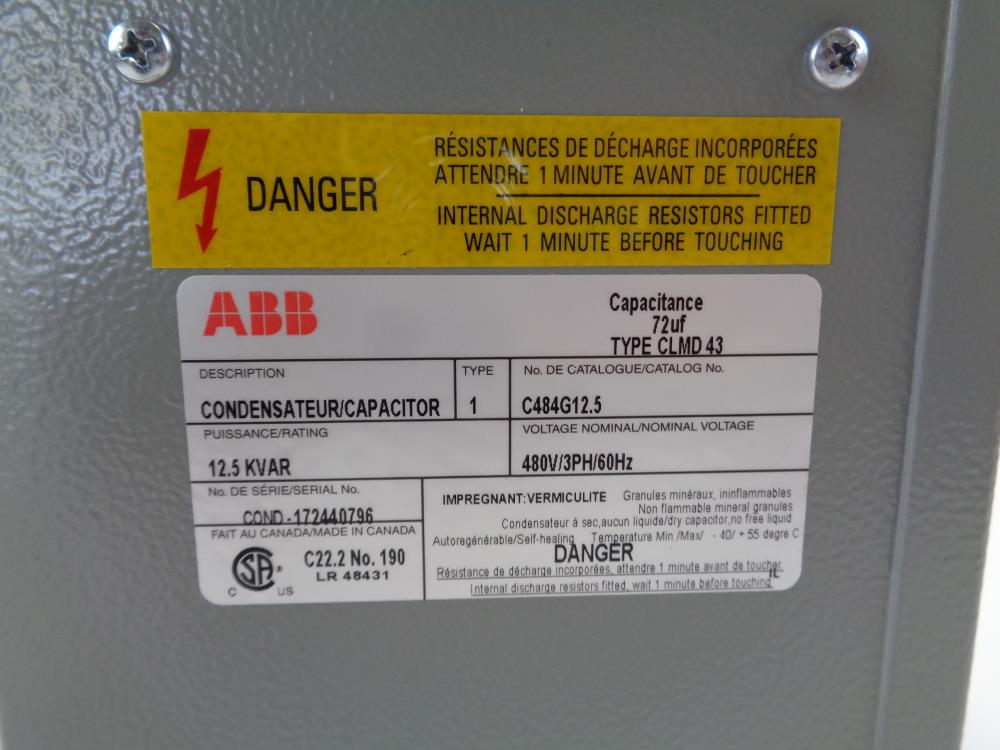 DANGER
RÉSISTANCES DE DÉCHARGE INCORPORÉES
ATTENDRE 1 MINUTE AVANT DE TOUCHER
INTERNAL DISCHARGE RESISTORS FITTED
WAIT 1 MINUTE BEFORE TOUCHING
ABB
Capacitance
72uf
TYPE CLMD 43
DESCRIPTION
CONDENSATEUR/CAPACITOR
TYPE
1
No. DE CATALOGUE/CATALOG No.
C484G12.5
PUISSANCE/RATING
12.5 KVAR
VOLTAGE NOMINAL/NOMINAL VOLTAGE
480V/3PH/60Hz
No. DE SÉRIE/SERIAL No.
COND-172440796
FAIT AU CANADA/MADE IN CANADA
CSA ®
C US
C22.2 No. 190
LR 48431
IMPREGNANT:VERMICULITE Granules minéraux, ininflammables
Non flammable mineral granules
Condensateur à sec,aucun liquide/dry capacitor,no free liquid
Autoregénérable/Self-healing Temperature Min./Max/ -40/+55 degre C
DANGER
Résistance de décharge incorporées, attendre 1 minute avant de toucher.
IL
Internal discharge resistors fitted, wait 1 minute before touching